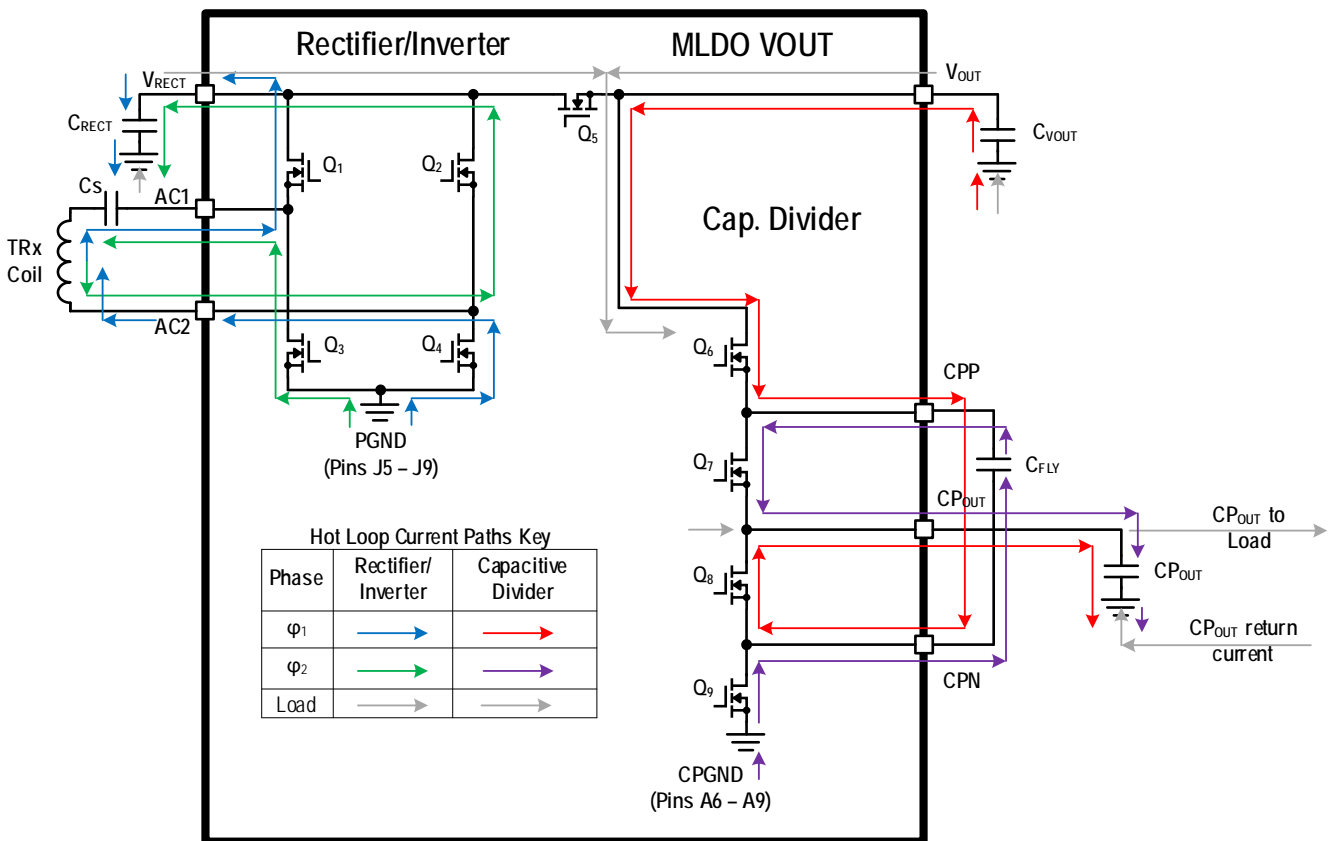 Rectifier/Inverter
MLDO VOUT
VRECT
VOUT
CRECT
Q5
CVOUT
Q1
Q2
Cs
AC1
Cap. Divider
TRx
Coil
AC2
Q3
Q4
Q6
CPP
PGND
(Pins J5 – J9)
Q7
CFLY
CPOUT
CPOUT to
Load
Hot Loop Current Paths Key
Phase
Rectifier/
Inverter
Capacitive
Divider
Q8
CPOUT
φ1
CPOUT return
current
φ2
CPN
Q9
Load
CPGND
(Pins A6 – A9)